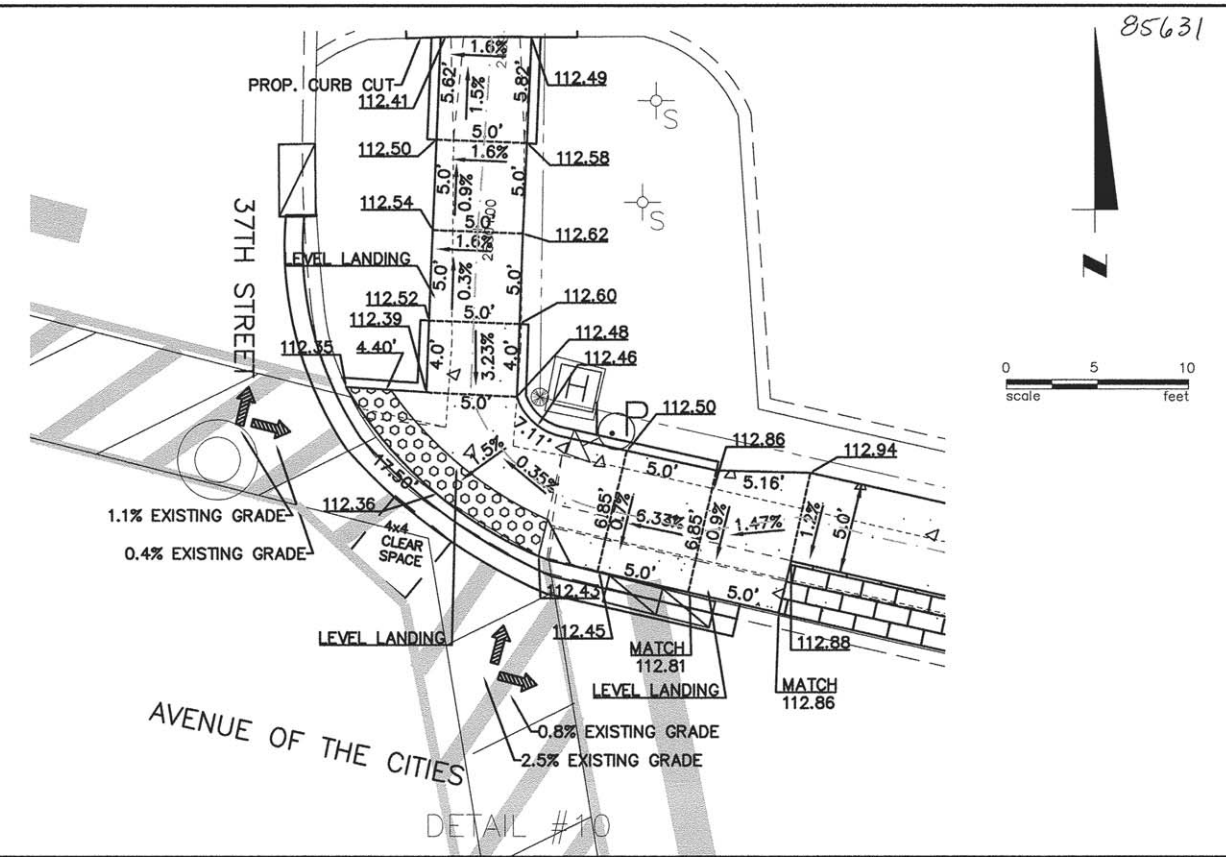 85631
PROP. CURB CUT
1.6%
112.41
112.49
5.62'
1.5%
5.82'
5.0'
112.50
1.6%
112.58
5.0'
0.9%
5.0'
112.54
5.0'
112.62
1.6%
LEVEL LANDING
5.0'
0.3%
5.0'
112.52
5.0'
112.60
112.39
112.48
112.35
4.40'
4.0'
3.23%
4.0'
112.46
37TH STREET
5.0'
H
P
112.50
7.11'
112.86
112.94
5.0'
5.16'
0.35%
17.50'
112.36
6.85'
0.7%
6.33%
6.85'
0.9%
1.47%
1.2%
5.0'
1.1% EXISTING GRADE
0.4% EXISTING GRADE
4x4
CLEAR
SPACE
5.0'
5.0'
112.43
LEVEL LANDING
112.45
MATCH
112.81
112.88
LEVEL LANDING
MATCH
112.86
0.8% EXISTING GRADE
2.5% EXISTING GRADE
AVENUE OF THE CITIES
DETAIL #10
S
S
N
0 5 10
scale feet